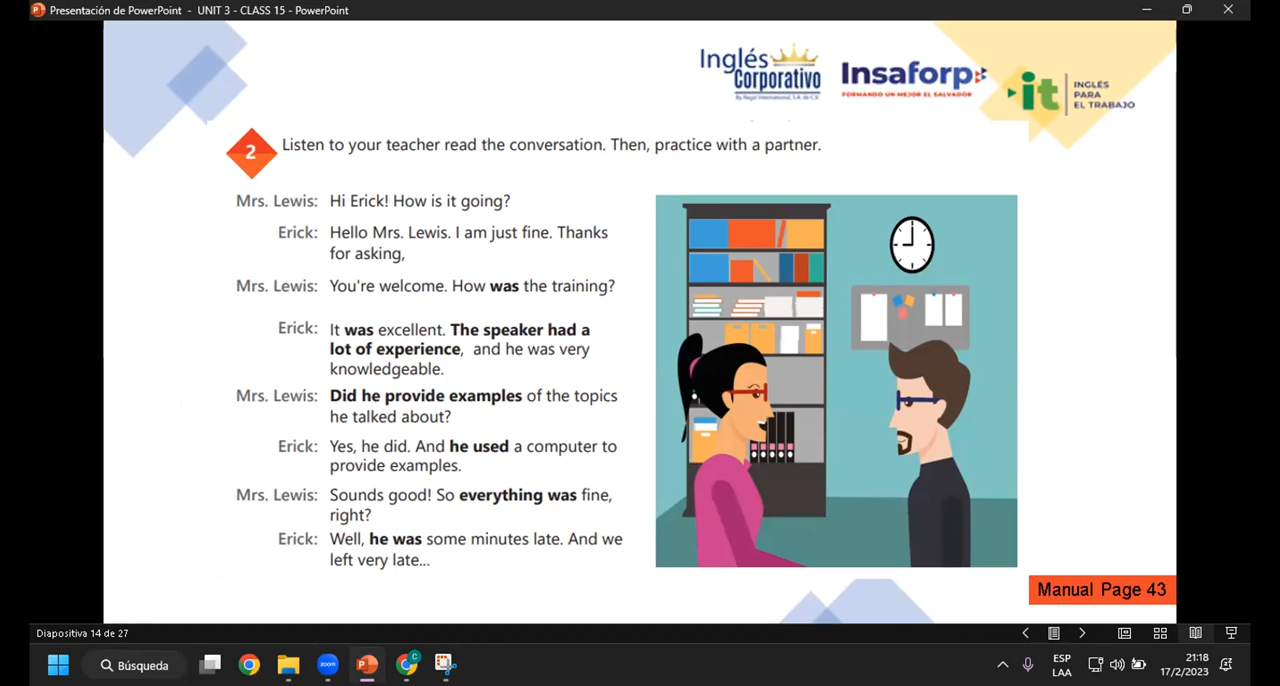 Presentación de PowerPoint - UNIT 3 - CLASS 15 - PowerPoint
Inglés
Corporativo
By Regal International, S.A. de C.V.
Insaforp
FORMANDO UN MEJOR EL SALVADOR
it
INGLÉS
PARA
EL TRABAJO
2
Listen to your teacher read the conversation. Then, practice with a partner.
Mrs. Lewis: Hi Erick! How is it going?
Erick: Hello Mrs. Lewis. I am just fine. Thanks
for asking,
Mrs. Lewis: You're welcome. How was the training?
Erick: It was excellent. The speaker had a
lot of experience, and he was very
knowledgeable.
Mrs. Lewis: Did he provide examples of the topics
he talked about?
Erick: Yes, he did. And he used a computer to
provide examples.
Mrs. Lewis: Sounds good! So everything was fine,
right?
Erick: Well, he was some minutes late. And we
left very late...
Manual Page 43
Diapositiva 14 de 27
Búsqueda
zoom
C
ESP
LAA
21:18
17/2/2023